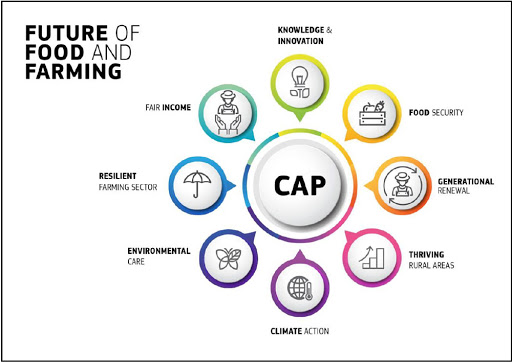 FUTURE OF
FOOD AND
FARMING
KNOWLEDGE &
INNOVATION
FAIR INCOME
FOOD SECURITY
RESILIENT
FARMING SECTOR
CAP
GENERATIONAL
RENEWAL
ENVIRONMENTAL
CARE
THRIVING
RURAL AREAS
CLIMATE ACTION